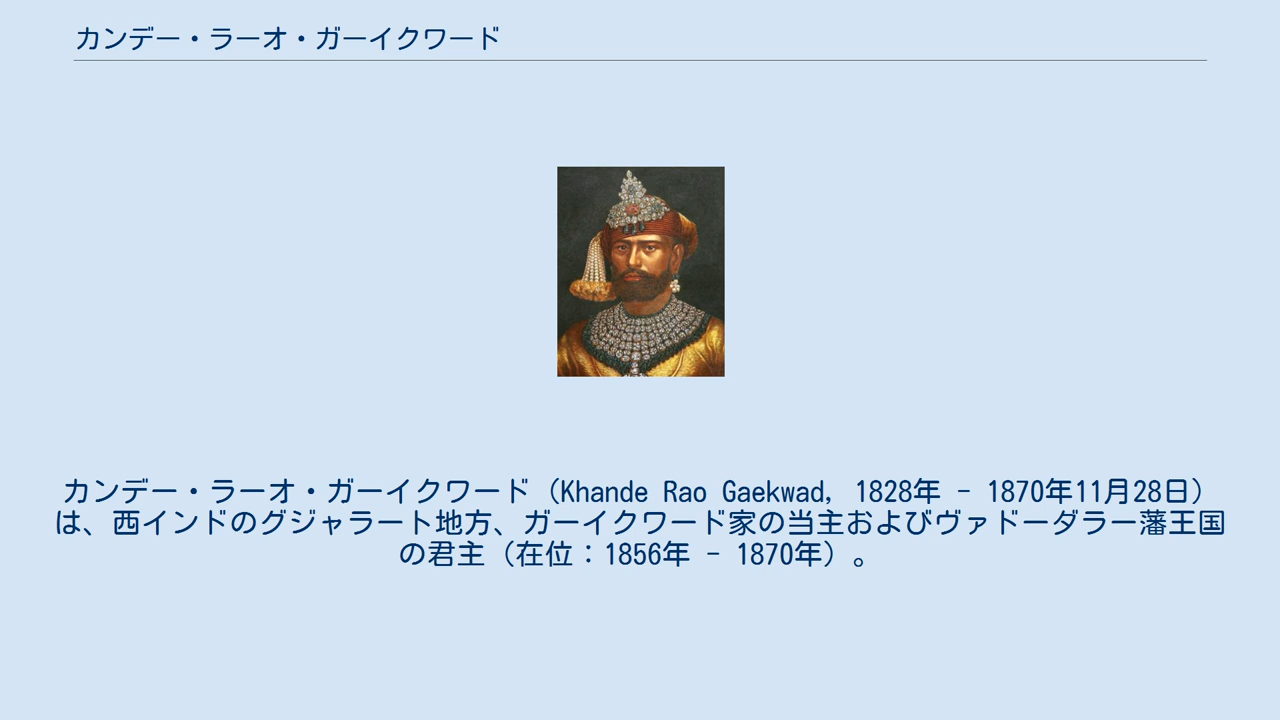 カンデー・ラーオ・ガーイクワード
カンデー・ラーオ・ガーイクワード（Khande Rao Gaekwad, 1828年 - 1870年11月28日）
は、西インドのグジャラート地方、ガーイクワード家の当主およびヴァドーダラー藩王国
の君主（在位：1856年 - 1870年）。